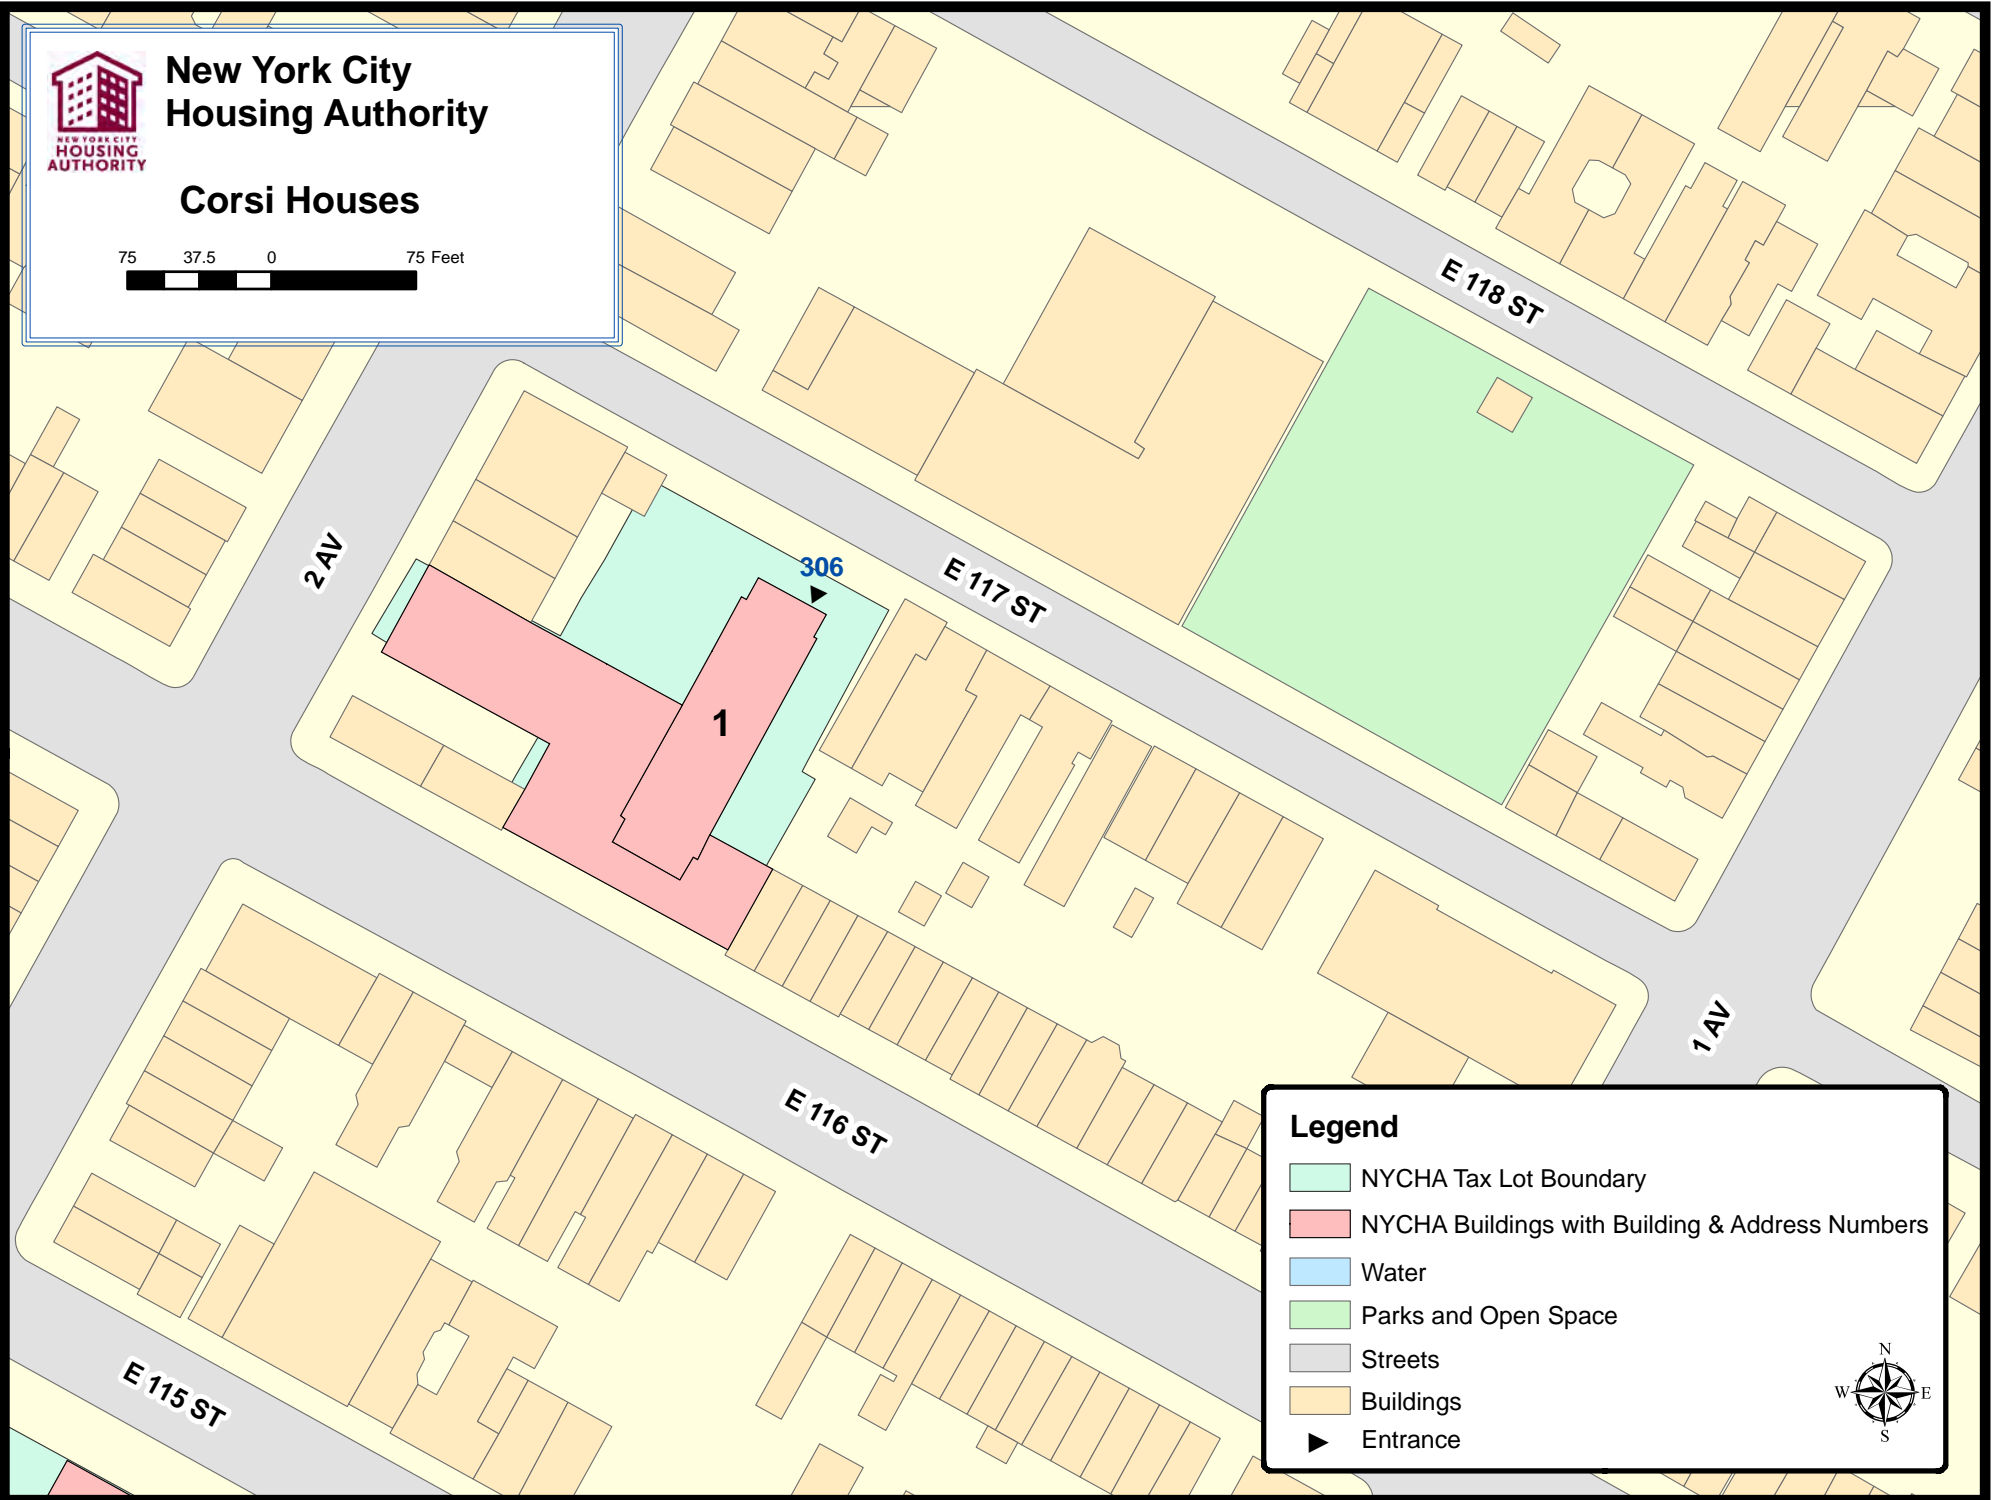 New York City
Housing Authority
NEW YORK CITY
HOUSING
AUTHORITY
Corsi Houses
75 37.5 0 75 Feet
E 118 ST
2 AV
306
E 117 ST
1
1 AV
E 116 ST
E 115 ST
Legend
NYCHA Tax Lot Boundary
NYCHA Buildings with Building & Address Numbers
Water
Parks and Open Space
Streets
Buildings
Entrance
N
W E
S